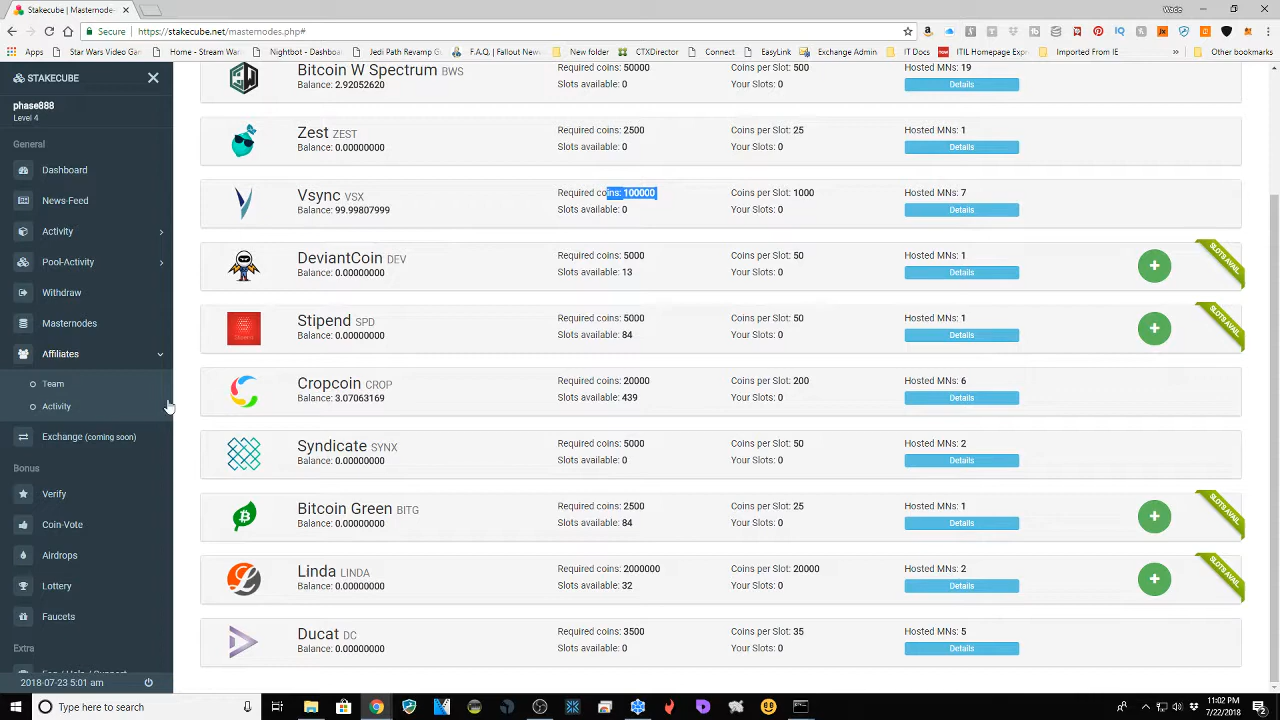 Stakecube | Masternodes
Vado
Secure
https://stakecube.net/masternodes.php#
Apps
Star Wars Video Gam
Home - Stream.net
Nightbot - Dashboa
Jedi Path Revamp G
F.A.Q. | Fallout New
New folder
CTXDirector
Connect
EasyLink
Exchange Admin
IT Docs
ITIL Homepage Exp
Imported From IE
Other bookmarks
STAKECUBE
phase888
Level 4
General
Dashboard
News-Feed
Activity
Pool-Activity
Withdraw
Masternodes
Affiliates
Team
Activity
Exchange (coming soon)
Bonus
Verify
Coin-Vote
Airdrops
Lottery
Faucets
Extra
Faq / Help / Support
2018-07-23 5:01 am
Bitcoin W Spectrum BWS
Balance: 2.92052620
Required coins: 50000
Slots available: 0
Coins per Slot: 500
Your Slots: 0
Hosted MNs: 19
Details
Zest ZEST
Balance: 0.00000000
Required coins: 2500
Slots available: 0
Coins per Slot: 25
Your Slots: 0
Hosted MNs: 1
Details
Vsync VSX
Balance: 99.99807999
Required coins: 100000
Slots available: 0
Coins per Slot: 1000
Your Slots: 0
Hosted MNs: 7
Details
DeviantCoin DEV
Balance: 0.00000000
Required coins: 5000
Slots available: 13
Coins per Slot: 50
Your Slots: 0
Hosted MNs: 1
Details
SLOTS AVAIL.
Stipend SPD
Balance: 0.00000000
Required coins: 5000
Slots available: 84
Coins per Slot: 50
Your Slots: 0
Hosted MNs: 1
Details
SLOTS AVAIL.
Cropcoin CROP
Balance: 3.07063169
Required coins: 20000
Slots available: 439
Coins per Slot: 200
Your Slots: 0
Hosted MNs: 6
Details
Syndicate SYNX
Balance: 0.00000000
Required coins: 5000
Slots available: 0
Coins per Slot: 50
Your Slots: 0
Hosted MNs: 2
Details
Bitcoin Green BITG
Balance: 0.00000000
Required coins: 2500
Slots available: 84
Coins per Slot: 25
Your Slots: 0
Hosted MNs: 1
Details
SLOTS AVAIL.
Linda LINDA
Balance: 0.00000000
Required coins: 2000000
Slots available: 32
Coins per Slot: 20000
Your Slots: 0
Hosted MNs: 2
Details
SLOTS AVAIL.
Ducat DC
Balance: 0.00000000
Required coins: 3500
Slots available: 0
Coins per Slot: 35
Your Slots: 0
Hosted MNs: 5
Details
Type here to search
11:02 PM
7/22/2018